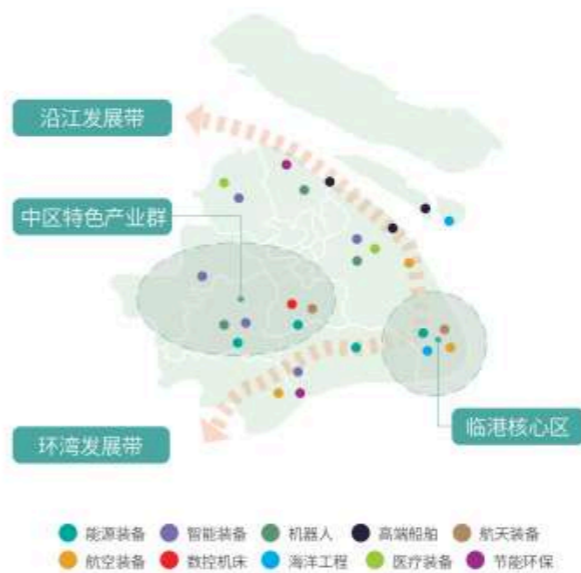 沿江发展带
中区特色产业群
环湾发展带
临港核心区
能源装备 智能装备 机器人 高端船舶 航天装备
航空装备 数控机床 海洋工程 医疗装备 节能环保